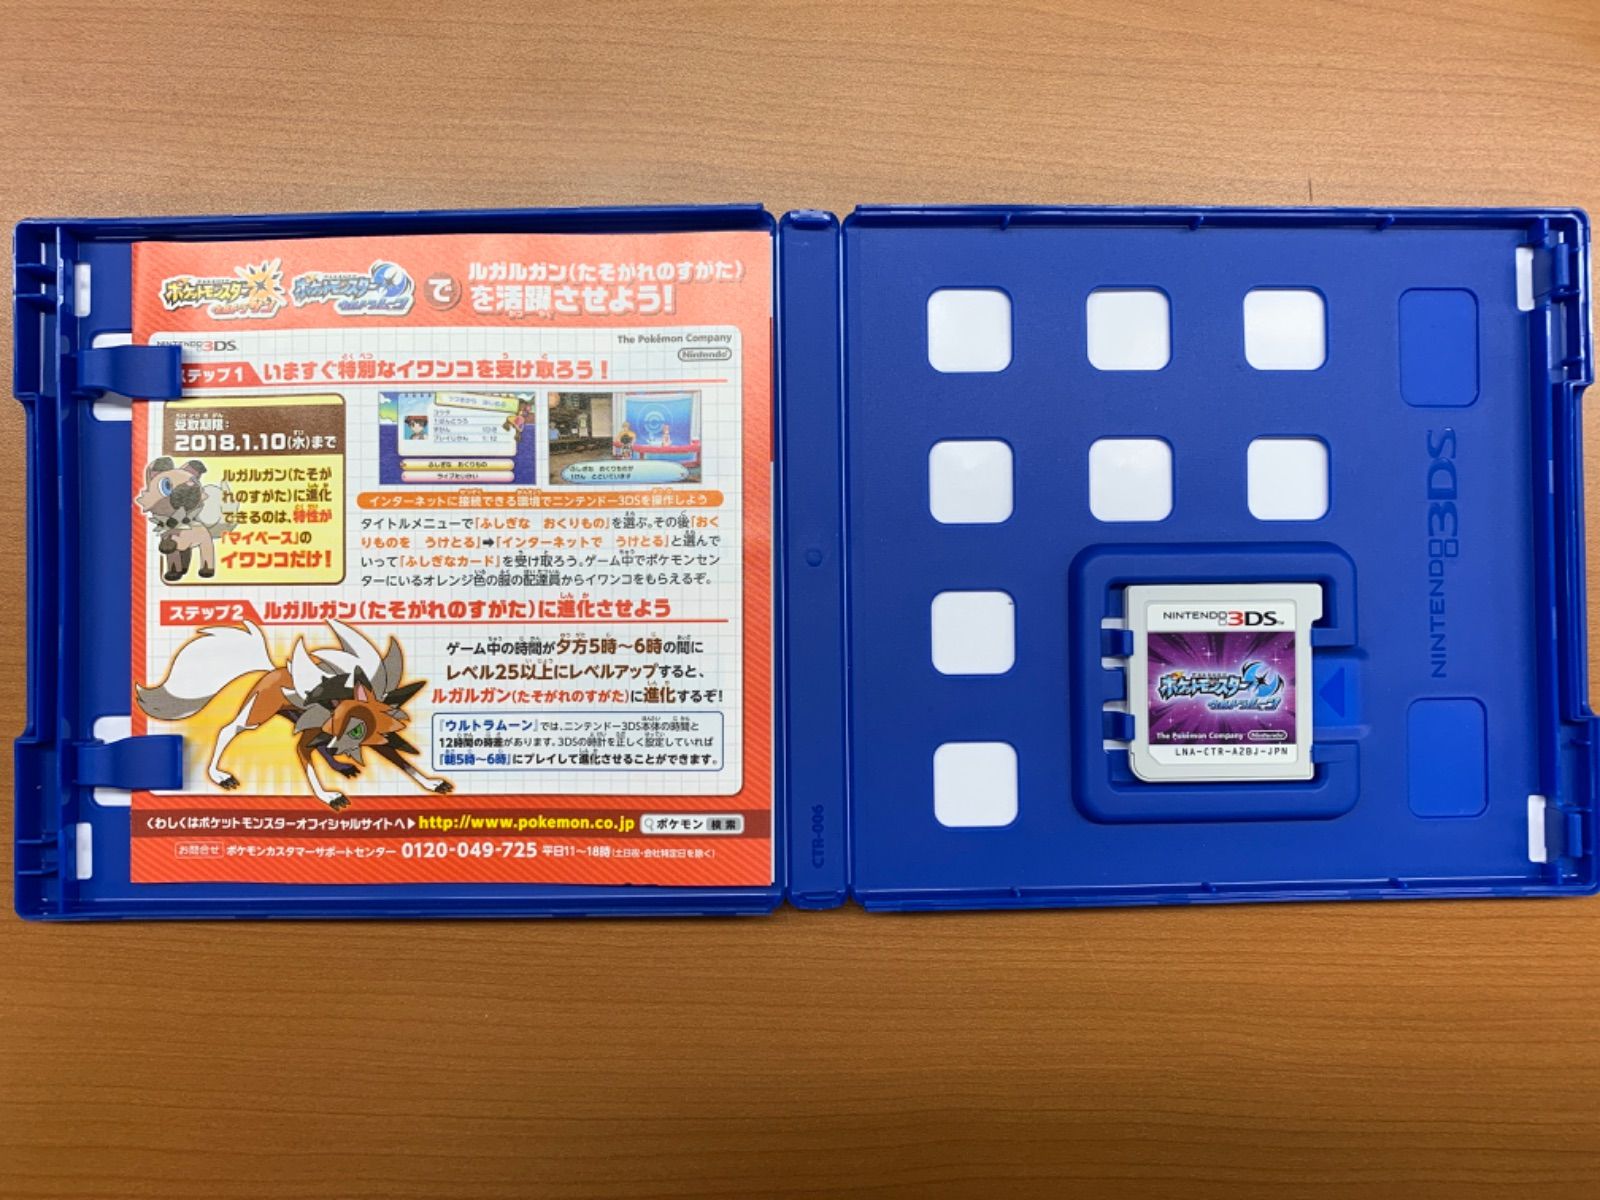 ポケットモンスター ウルトラサン ポケットモンスター ウルトラムーン で ルガルガン(たそがれのすがた)
を活躍させよう!
NINTENDO3DS The Pokémon Company
Nintendo
ステップ1 いますぐ特別なイワンコを受け取ろう!
受取期限:
2018.1.10(水)まで
ルガルガン(たそが
れのすがた)に進化
できるのは、特性が
「マイペース」の
イワンコだけ!
つづきから はじめる
ふしぎな おくりもの
インターネットに接続できる環境でニンテンドー3DSを操作しよう
タイトルメニューで「ふしぎな おくりもの」を選ぶ。その後「おく
りものを うけとる」➡「インターネットで うけとる」と選んで
いって「ふしぎなカード」を受け取ろう。ゲーム中でポケモンセン
ターにいるオレンジ色の服の配達員からイワンコをもらえるぞ。
ステップ2 ルガルガン(たそがれのすがた)に進化させよう
ゲーム中の時間が夕方5時〜6時の間に
レベル25以上にレベルアップすると、
ルガルガン(たそがれのすがた)に進化するぞ!
『ウルトラムーン』では、ニンテンドー3DS本体の時間と
12時間の時差があります。3DSの時計を正しく設定していれば
「朝5時〜6時」にプレイして進化させることができます。
くわしくはポケットモンスターオフィシャルサイトへ▶http://www.pokemon.co.jp ポケモン 検索
お問合せ ポケモンカスタマーサポートセンター 0120-049-725 平日11〜18時(土日祝・会社特定日を除く)
CTR-006
NINTENDO3DS
NINTENDO3DS™
ポケットモンスター
ウルトラムーン
The Pokémon Company Nintendo
LNA-CTR-A2BJ-JPN